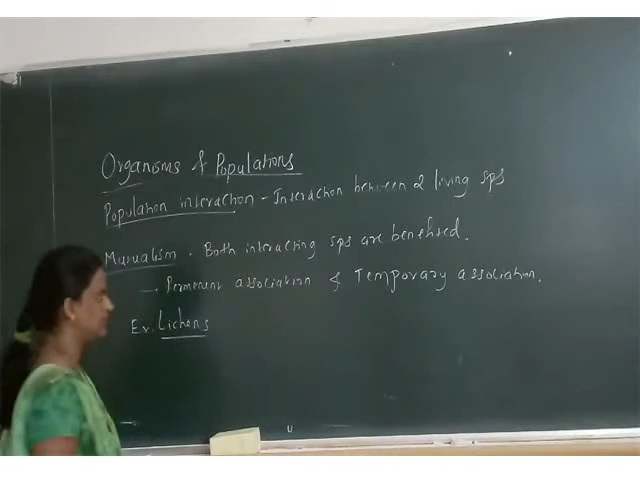 Organisms & Populations
Population interaction - Interaction between 2 living sps
Mutualism - Both interacting sps are benefited.
→ Permanent association & Temporary association.
Ex. Lichens